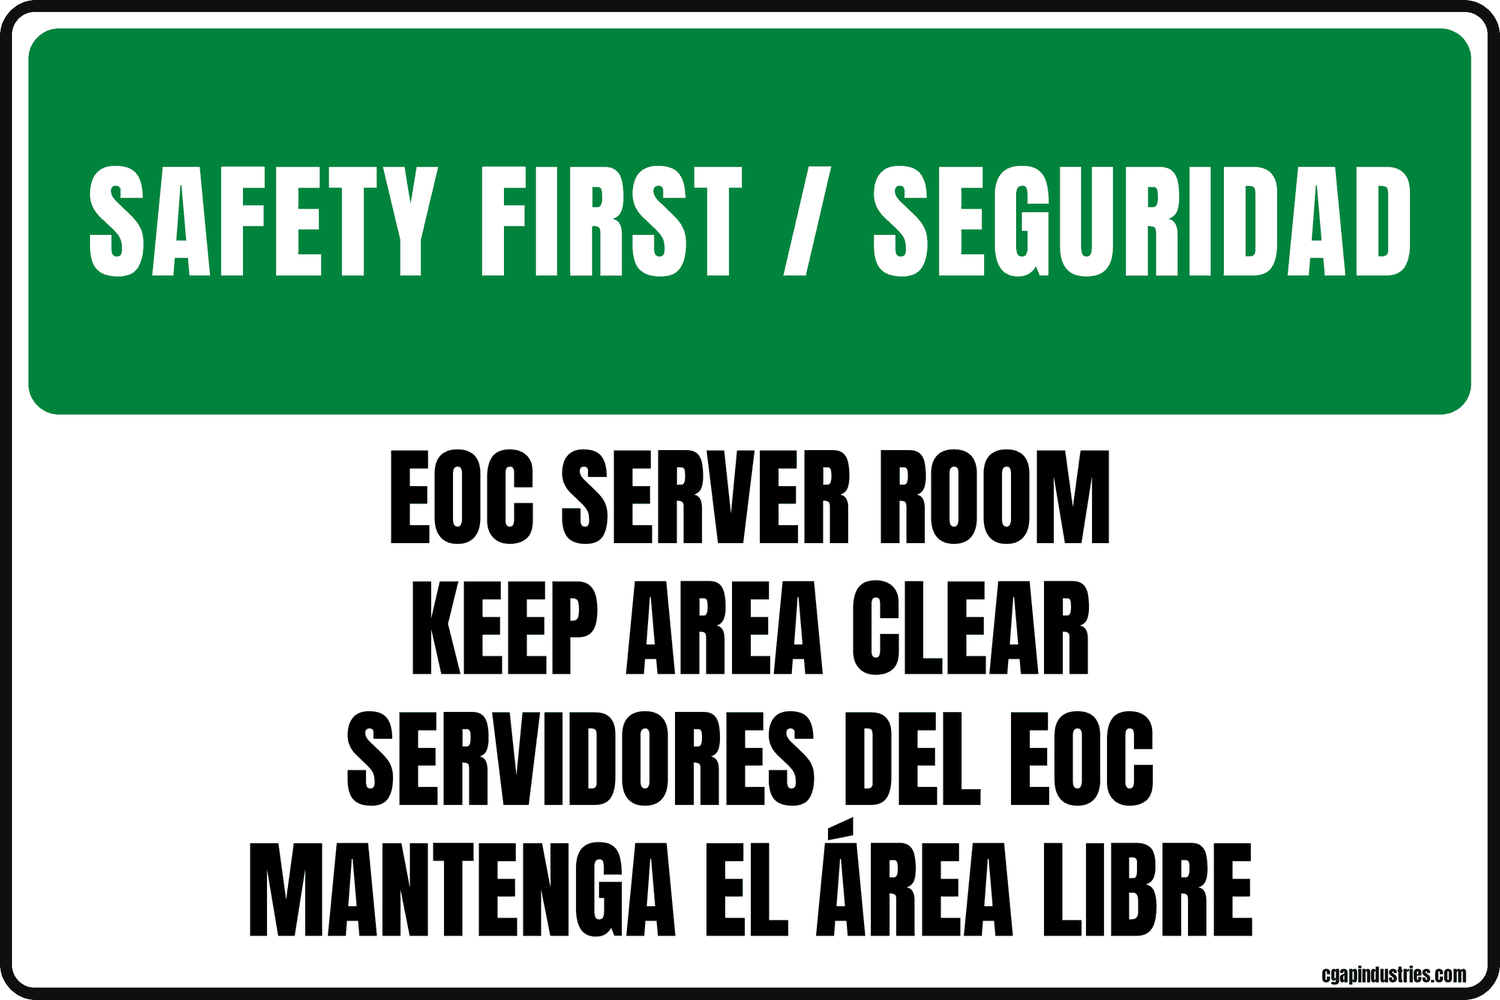 SAFETY FIRST / SEGURIDAD
EOC SERVER ROOM
KEEP AREA CLEAR
SERVIDORES DEL EOC
MANTENGA EL ÁREA LIBRE
cgapindustries.com